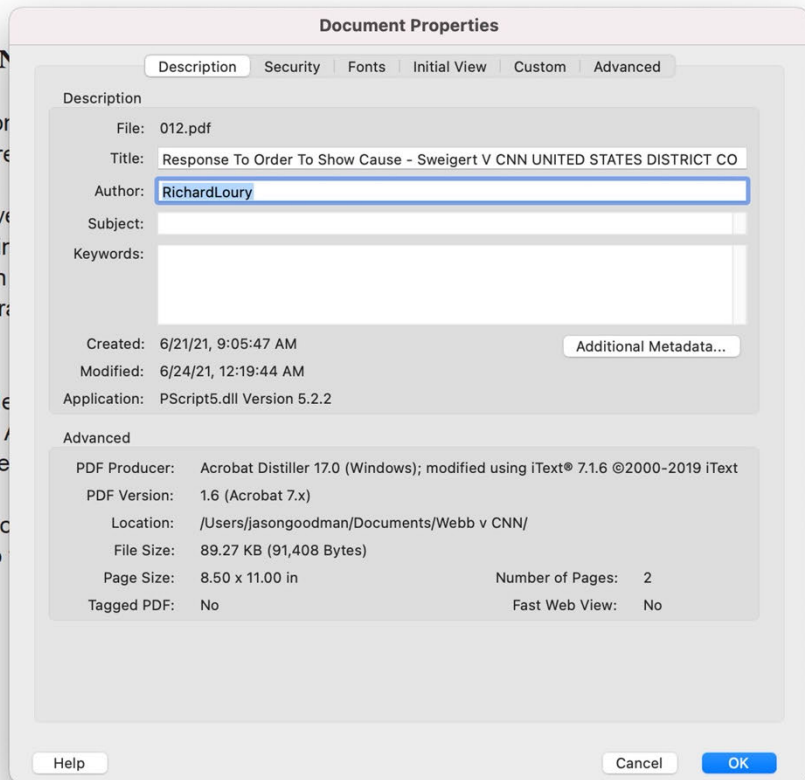 Document Properties
Description Security Fonts Initial View Custom Advanced
Description
File: 012.pdf
Title: Response To Order To Show Cause - Sweigert V CNN UNITED STATES DISTRICT CO
Author: RichardLoury
Subject:
Keywords:
Created: 6/21/21, 9:05:47 AM
Additional Metadata...
Modified: 6/24/21, 12:19:44 AM
Application: PScript5.dll Version 5.2.2
Advanced
PDF Producer: Acrobat Distiller 17.0 (Windows); modified using iText® 7.1.6 ©2000-2019 iText
PDF Version: 1.6 (Acrobat 7.x)
Location: /Users/jasongoodman/Documents/Webb v CNN/
File Size: 89.27 KB (91,408 Bytes)
Page Size: 8.50 x 11.00 in Number of Pages: 2
Tagged PDF: No Fast Web View: No
Help Cancel OK